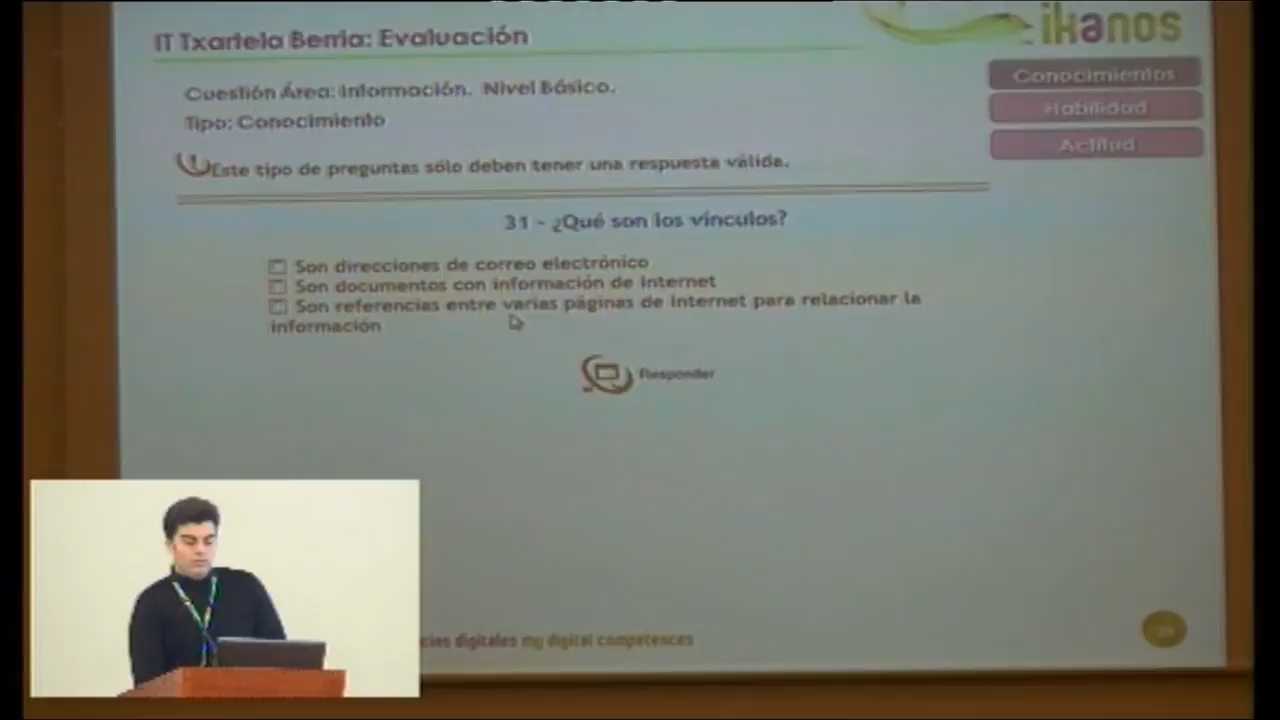 IT Txartela Berria: Evaluación
ikanos
Conocimientos
Habilidad
Actitud
Cuestión Área: Información. Nivel Básico.
Tipo: Conocimiento
Este tipo de preguntas sólo deben tener una respuesta válida.
31 - ¿Qué son los vínculos?
Son direcciones de correo electrónico
Son documentos con información de Internet
Son referencias entre varias páginas de Internet para relacionar la
información
Responder
digitales my digital competences